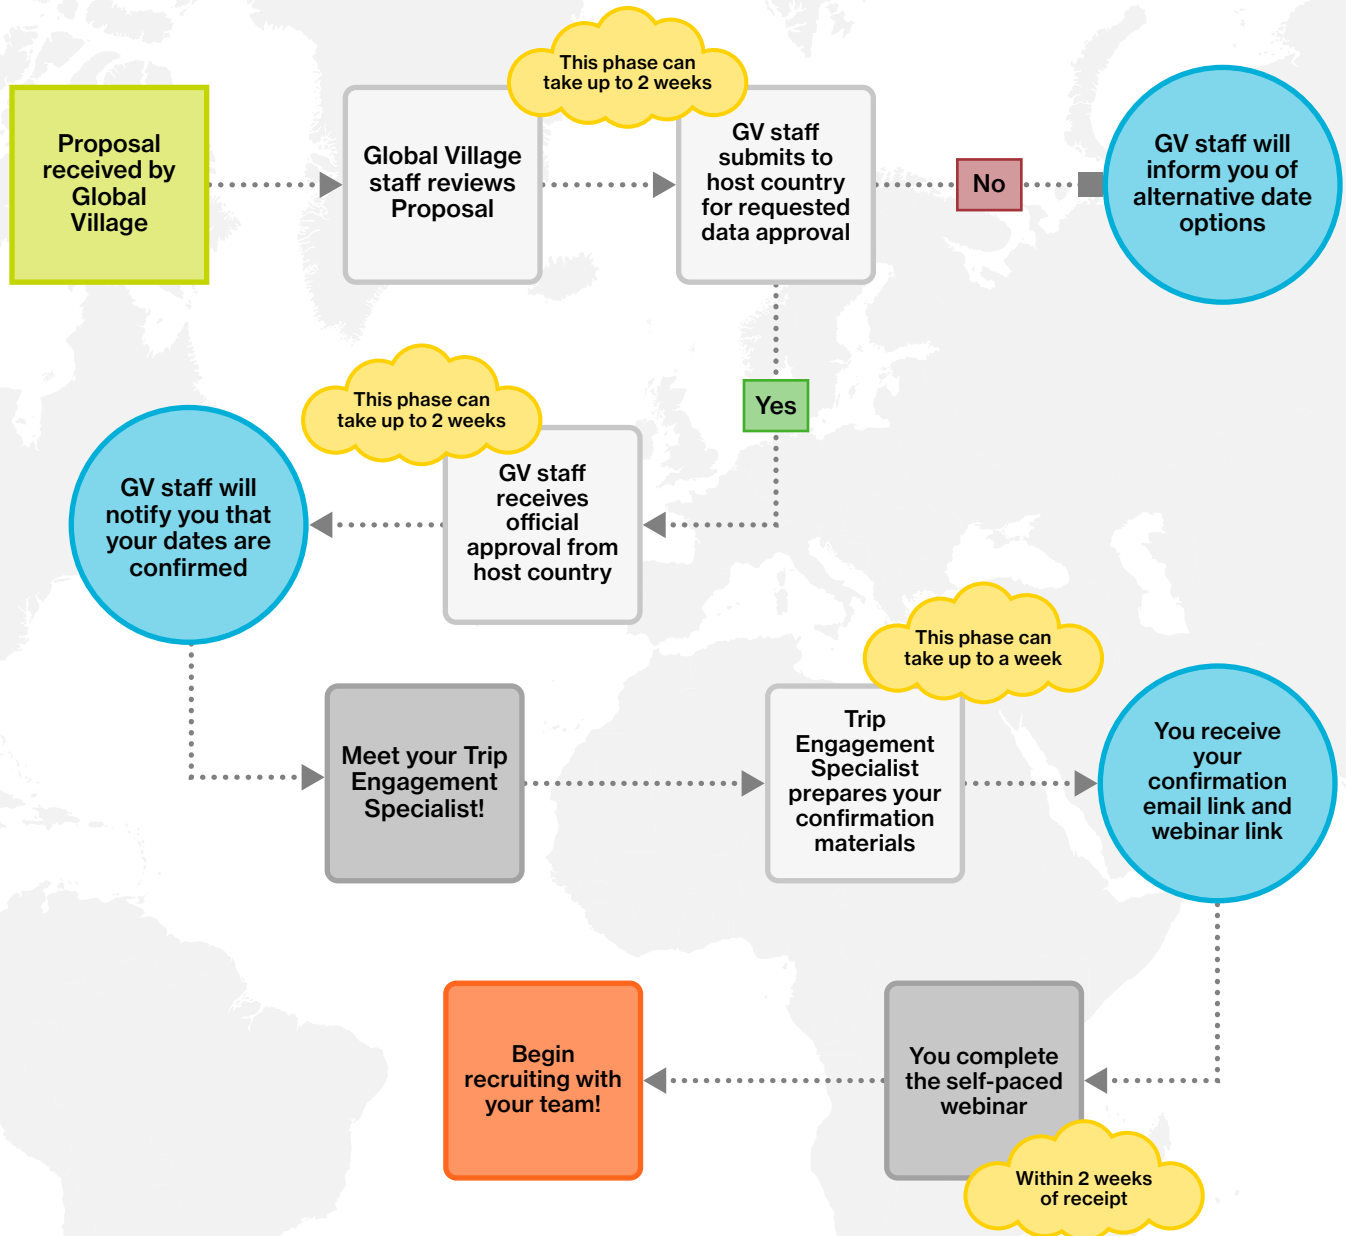 This phase can
take up to 2 weeks
Proposal
received by
Global
Village
Global Village
staff reviews
Proposal
GV staff
submits to
host country
for requested
data approval
No
GV staff will
inform you of
alternative date
options
Yes
This phase can
take up to 2 weeks
GV staff
receives
official
approval from
host country
GV staff will
notify you that
your dates are
confirmed
Meet your Trip
Engagement
Specialist!
This phase can
take up to a week
Trip
Engagement
Specialist
prepares your
confirmation
materials
You receive
your
confirmation
email link and
webinar link
You complete
the self-paced
webinar
Within 2 weeks
of receipt
Begin
recruiting with
your team!